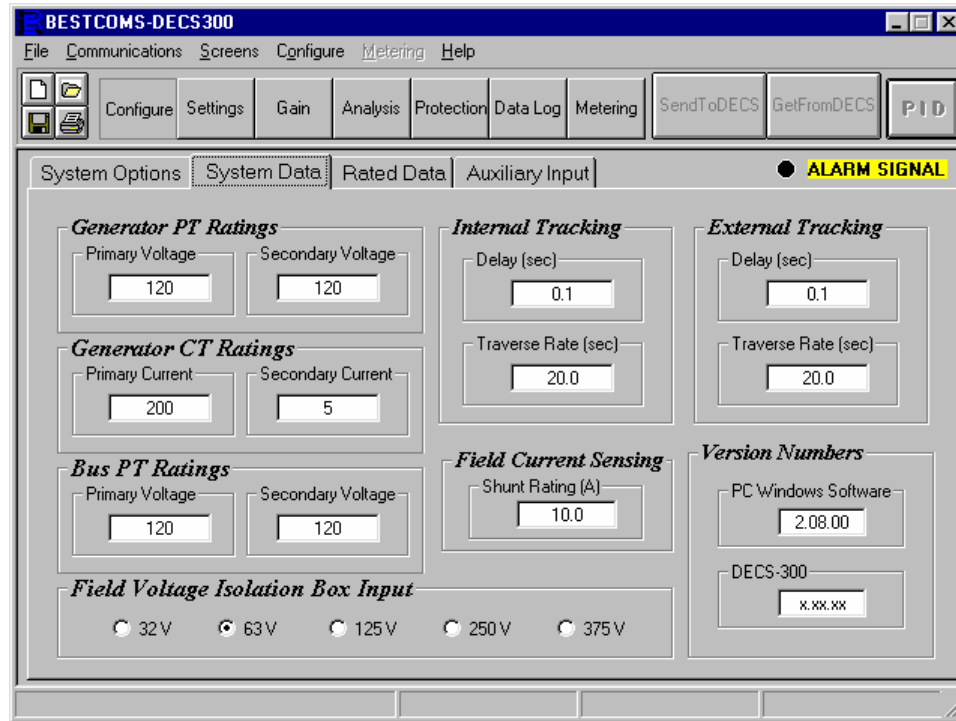 BESTCOMS-DECS300
File Communications Screens Configure Metering Help
Configure Settings Gain Analysis Protection Data Log Metering SendToDECS GetFromDECS PID
System Options System Data Rated Data Auxiliary Input ALARM SIGNAL
Generator PT Ratings
Primary Voltage Secondary Voltage
120 120
Generator CT Ratings
Primary Current Secondary Current
200 5
Bus PT Ratings
Primary Voltage Secondary Voltage
120 120
Internal Tracking
Delay (sec)
0.1
Traverse Rate (sec)
20.0
External Tracking
Delay (sec)
0.1
Traverse Rate (sec)
20.0
Field Current Sensing
Shunt Rating (A)
10.0
Version Numbers
PC Windows Software
2.08.00
DECS-300
x.xx.xx
Field Voltage Isolation Box Input
32 V 63 V 125 V 250 V 375 V